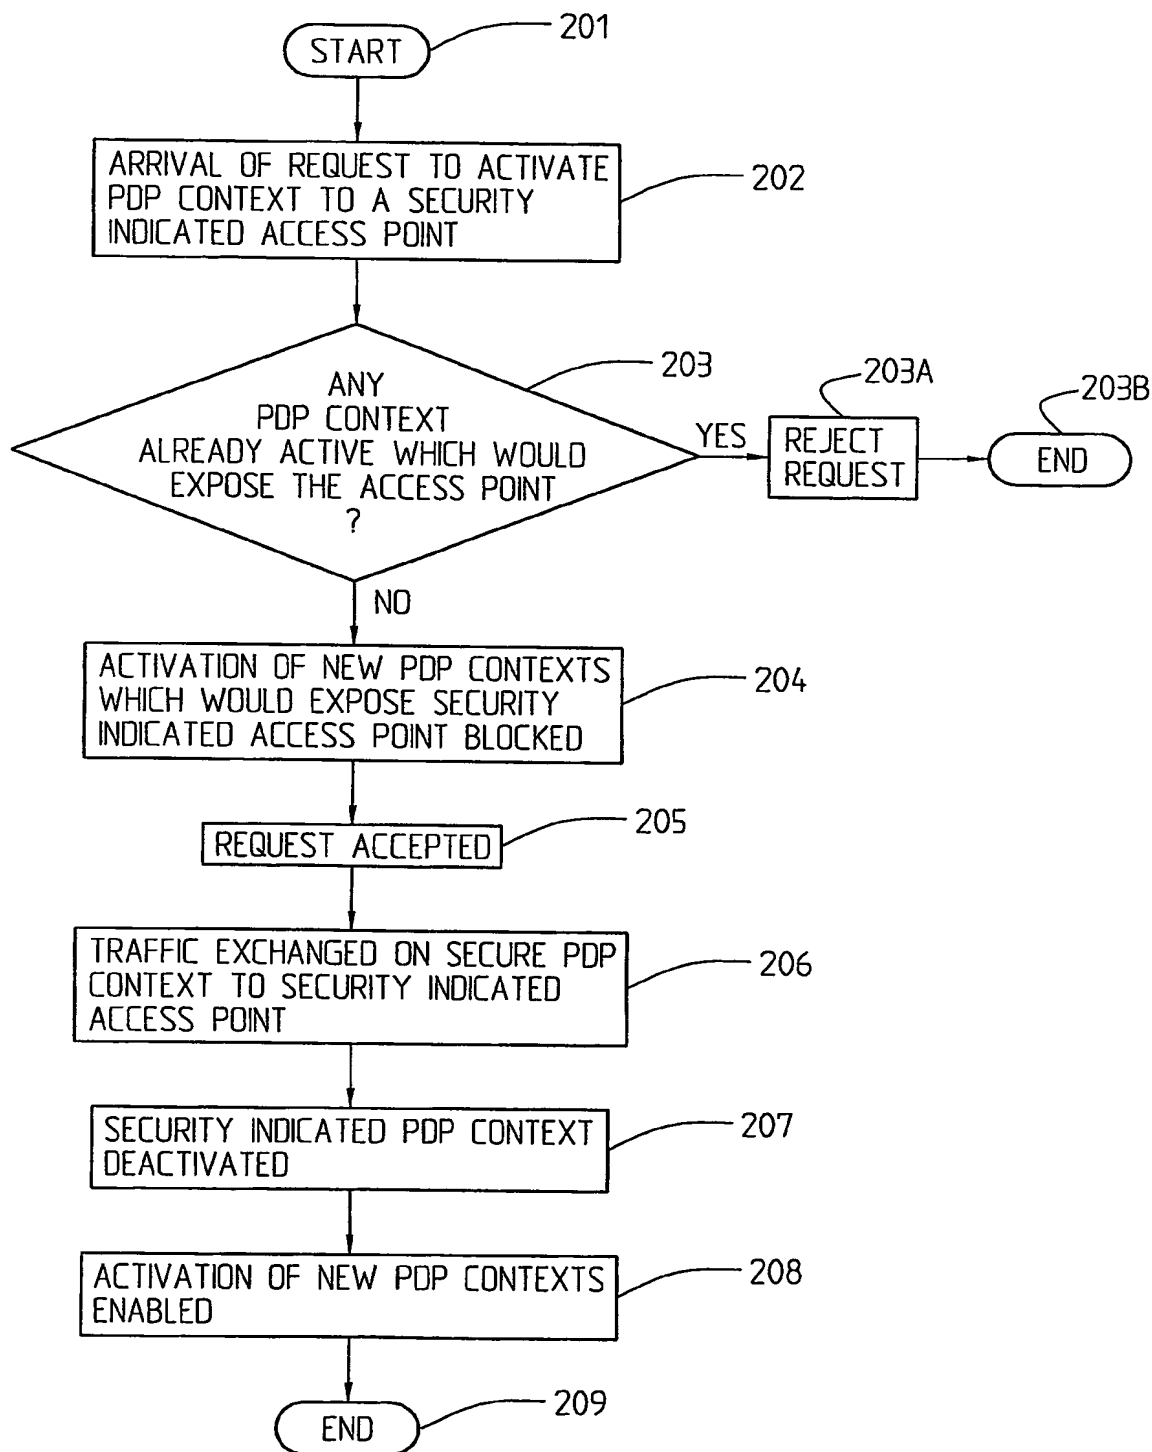 START
201
ARRIVAL OF REQUEST TO ACTIVATE
PDP CONTEXT TO A SECURITY
INDICATED ACCESS POINT
202
ANY
PDP CONTEXT
ALREADY ACTIVE WHICH WOULD
EXPOSE THE ACCESS POINT
?
203
YES
REJECT
REQUEST
203A
END
203B
NO
ACTIVATION OF NEW PDP CONTEXTS
WHICH WOULD EXPOSE SECURITY
INDICATED ACCESS POINT BLOCKED
204
REQUEST ACCEPTED
205
TRAFFIC EXCHANGED ON SECURE PDP
CONTEXT TO SECURITY INDICATED
ACCESS POINT
206
SECURITY INDICATED PDP CONTEXT
DEACTIVATED
207
ACTIVATION OF NEW PDP CONTEXTS
ENABLED
208
END
209